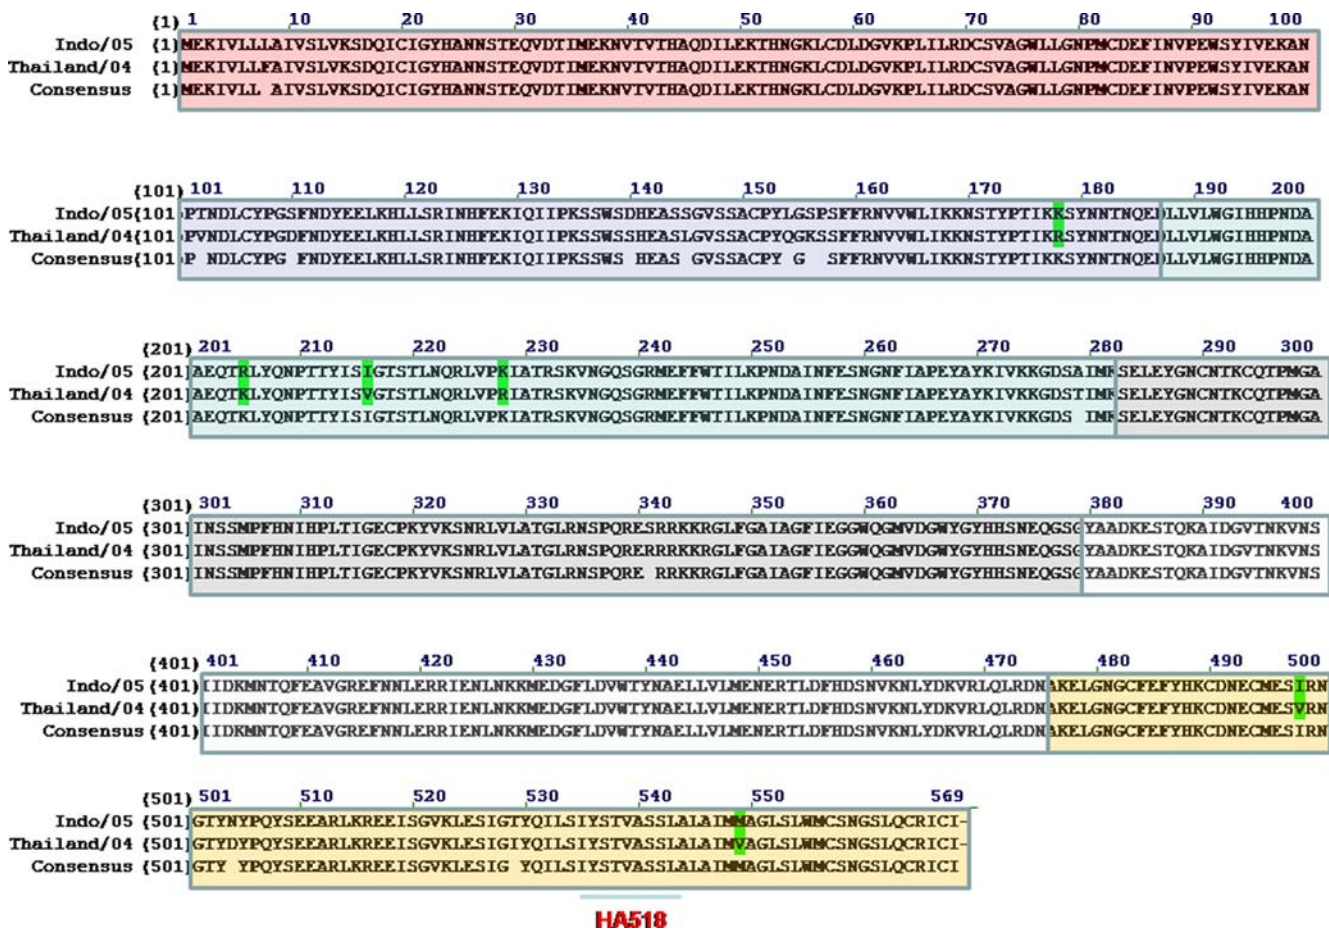 {1} 1 10 20 30 40 50 60 70 80 90 100
Indo/05 {1} MEKIVLLLAIVSLVKSDQICIGYHANNSTEQVDTIMEKNVTVTHAQDILEKTHNGKLCDLDGVKPLILRDCSVAGWLLGNPMCDEFINVPEWSYIVEKAN
Thailand/04 {1} MEKIVLLFAIVSLVKSDQICIGYHANNSTEQVDTIMEKNVTVTHAQDILEKTHNGKLCDLDGVKPLILRDCSVAGWLLGNPMCDEFINVPEWSYIVEKAN
Consensus {1} MEKIVLL AIVSLVKSDQICIGYHANNSTEQVDTIMEKNVTVTHAQDILEKTHNGKLCDLDGVKPLILRDCSVAGWLLGNPMCDEFINVPEWSYIVEKAN
{101} 101 110 120 130 140 150 160 170 180 190 200
Indo/05 {101 PTNDLCYPGSFNDYEELKHLLSRINHFEKIQIIPKSSWSDHEASSGVSSACPYLGSPSFFRNVVWLIKKNSTYPTIKKSYNNTNQEDLLVLWGIHHPNDA
Thailand/04 {101 PVNDLCYPGDFNDYEELKHLLSRINHFEKIQIIPKSSWSSHEASLGVSSACPYQGKSSFFRNVVWLIKKNSTYPTIKRSYNNTNQEDLLVLWGIHHPNDA
Consensus {101 P NDLCYPG FNDYEELKHLLSRINHFEKIQIIPKSSWS HEAS GVSSACPY G SFFRNVVWLIKKNSTYPTIKKSYNNTNQEDLLVLWGIHHPNDA
{201} 201 210 220 230 240 250 260 270 280 290 300
Indo/05 {201} AEQTRLYQNPTTYISIGTSTLNQRLVPKIATRSKVNGQSGRMEFFWTILKPNDAINFESNGNFIAPEYAYKIVKKGDSAIMKSELEYGNCNTKCQTPMGA
Thailand/04 {201} AEQTKLYQNPTTYISVGTSTLNQRLVPRIATRSKVNGQSGRMEFFWTILKPNDAINFESNGNFIAPEYAYKIVKKGDSTIMKSELEYGNCNTKCQTPMGA
Consensus {201} AEQTKLYQNPTTYISIGTSTLNQRLVPKIATRSKVNGQSGRMEFFWTILKPNDAINFESNGNFIAPEYAYKIVKKGDS IMKSELEYGNCNTKCQTPMGA
{301} 301 310 320 330 340 350 360 370 380 390 400
Indo/05 {301} INSSMPFHNIHPLTIGECPKYVKSNRLVLATGLRNSPQRESRRKKRGLFGAIAGFIEGGWQGMVDGWYGYHHSNEQGSGYAADKESTQKAIDGVTNKVNS
Thailand/04 {301} INSSMPFHNIHPLTIGECPKYVKSNRLVLATGLRNSPQRERRRKKRGLFGAIAGFIEGGWQGMVDGWYGYHHSNEQGSGYAADKESTQKAIDGVTNKVNS
Consensus {301} INSSMPFHNIHPLTIGECPKYVKSNRLVLATGLRNSPQRE RRKKRGLFGAIAGFIEGGWQGMVDGWYGYHHSNEQGSGYAADKESTQKAIDGVTNKVNS
{401} 401 410 420 430 440 450 460 470 480 490 500
Indo/05 {401} IIDKMNTQFEAVGREFNNLERRIENLNKKMEDGFLDVWTYNAELLVLMENERTLDFHDSNVKNLYDKVRLQLRDNAKELGNGCFEFYHKCDNECMESIRN
Thailand/04 {401} IIDKMNTQFEAVGREFNNLERRIENLNKKMEDGFLDVWTYNAELLVLMENERTLDFHDSNVKNLYDKVRLQLRDNAKELGNGCFEFYHKCDNECMESVRN
Consensus {401} IIDKMNTQFEAVGREFNNLERRIENLNKKMEDGFLDVWTYNAELLVLMENERTLDFHDSNVKNLYDKVRLQLRDNAKELGNGCFEFYHKCDNECMESIRN
{501} 501 510 520 530 540 550 569
Indo/05 {501} GTYNYPQYSEEARLKREEISGVKLESIGTYQILSIYSTVASSLALAIMMAGLSLWMCSNGSLQCRICI-
Thailand/04 {501} GTYDYPQYSEEARLKREEISGVKLESIGIYQILSIYSTVASSLALAIMVAGLSLWMCSNGSLQCRICI-
Consensus {501} GTY YPQYSEEARLKREEISGVKLESIG YQILSIYSTVASSLALAIMMAGLSLWMCSNGSLQCRICI
HA518